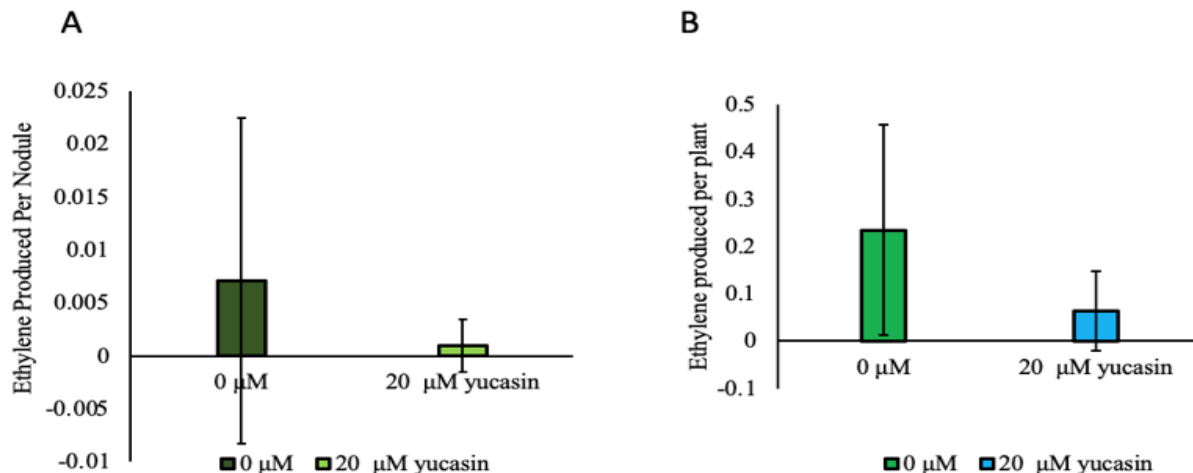 A
Ethylene Produced Per Nodule
0.025
0.02
0.015
0.01
0.005
0
-0.005
-0.01
0 μM
20 μM yucasin
0 μM 20 μM yucasin
B
Ethylene produced per plant
0.5
0.4
0.3
0.2
0.1
0
-0.1
0 μM
20 μM yucasin
0 μM 20 μM yucasin